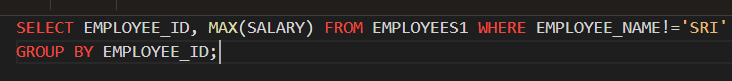 SELECT EMPLOYEE_ID, MAX(SALARY) FROM EMPLOYEES1 WHERE EMPLOYEE_NAME!='SRI'
GROUP BY EMPLOYEE_ID;